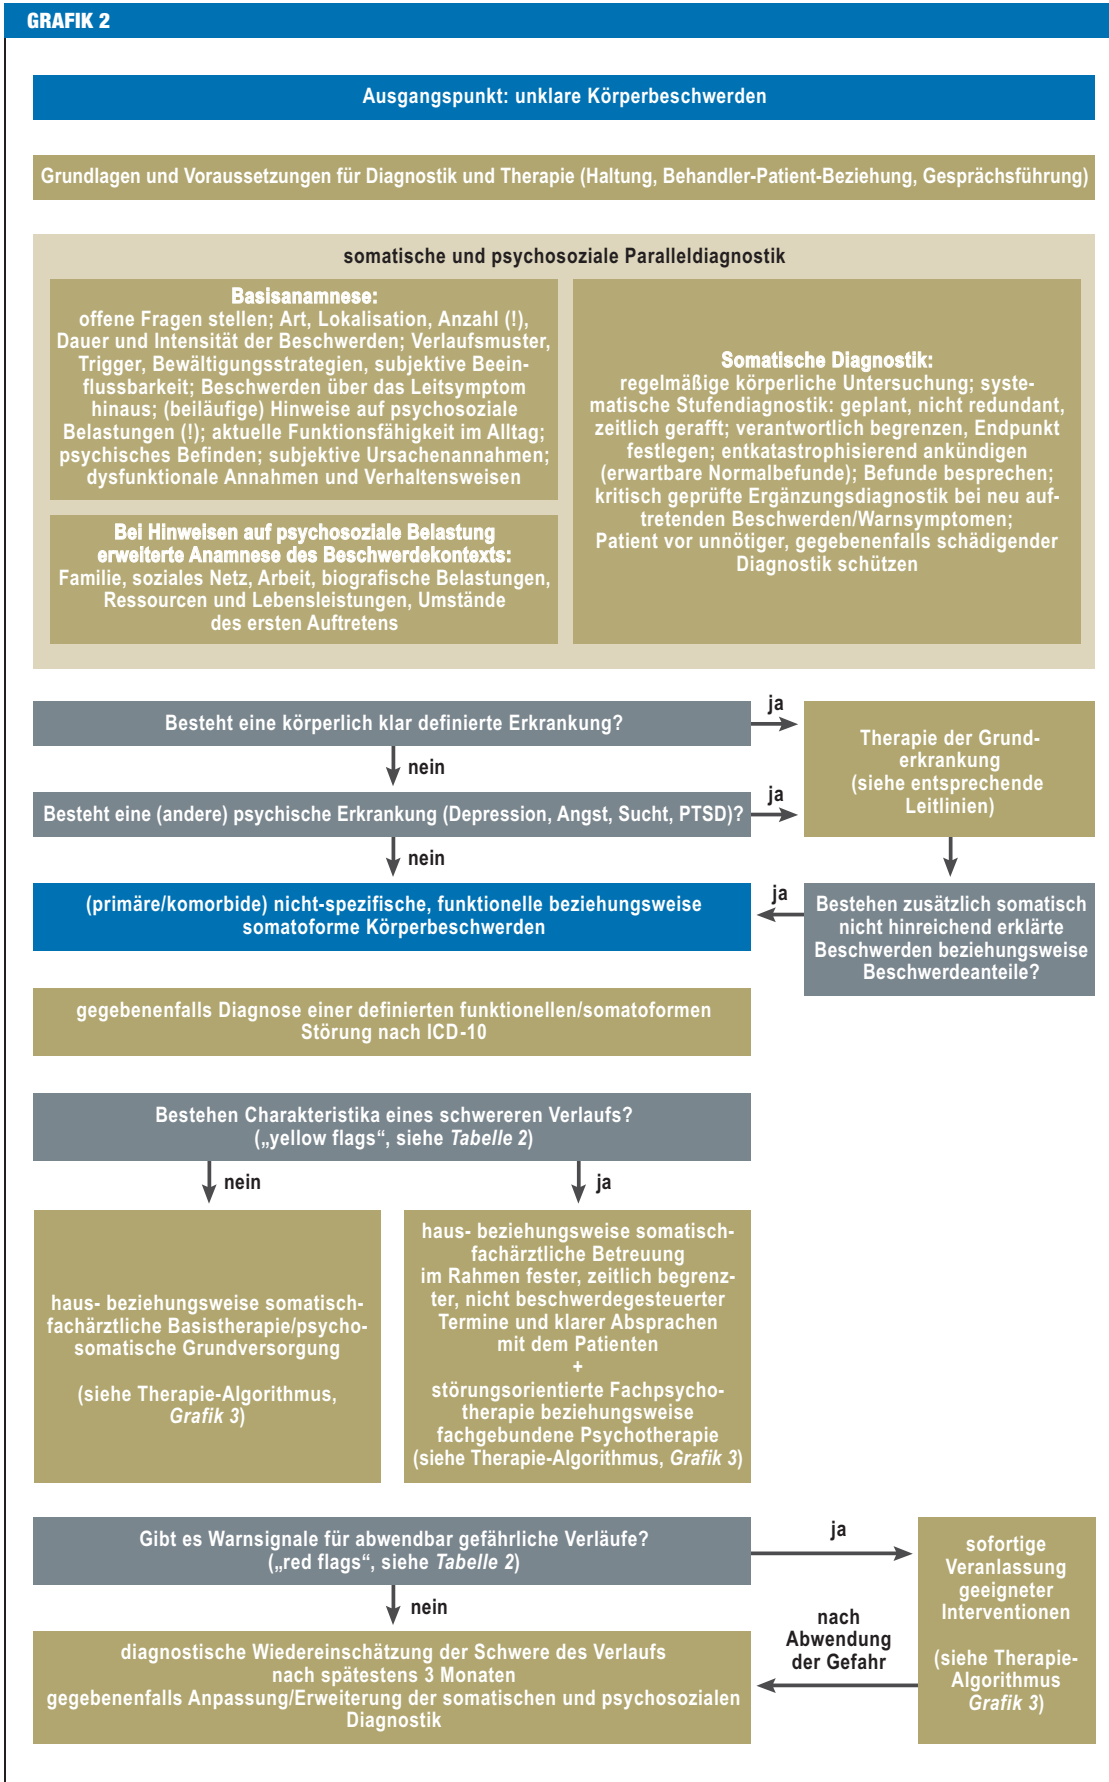 GRAFIK 2
Ausgangspunkt: unklare Körperbeschwerden
Grundlagen und Voraussetzungen für Diagnostik und Therapie (Haltung, Behandler-Patient-Beziehung, Gesprächsführung)
somatische und psychosoziale Paralleldiagnostik
Basisanamnese:
offene Fragen stellen; Art, Lokalisation, Anzahl (!),
Dauer und Intensität der Beschwerden; Verlaufsmuster,
Trigger, Bewältigungsstrategien, subjektive Beein-
flussbarkeit; Beschwerden über das Leitsymptom
hinaus; (beiläufige) Hinweise auf psychosoziale
Belastungen (!); aktuelle Funktionsfähigkeit im Alltag;
psychisches Befinden; subjektive Ursachenannahmen;
dysfunktionale Annahmen und Verhaltensweisen
Bei Hinweisen auf psychosoziale Belastung
erweiterte Anamnese des Beschwerdekontexts:
Familie, soziales Netz, Arbeit, biografische Belastungen,
Ressourcen und Lebensleistungen, Umstände
des ersten Auftretens
Somatische Diagnostik:
regelmäßige körperliche Untersuchung; syste-
matische Stufendiagnostik: geplant, nicht redundant,
zeitlich gerafft; verantwortlich begrenzen, Endpunkt
festlegen; entkatastrophisierend ankündigen
(erwartbare Normalbefunde); Befunde besprechen;
kritisch geprüfte Ergänzungsdiagnostik bei neu auf-
tretenden Beschwerden/Warnsymptomen;
Patient vor unnötiger, gegebenenfalls schädigender
Diagnostik schützen
Besteht eine körperlich klar definierte Erkrankung?
ja
nein
Besteht eine (andere) psychische Erkrankung (Depression, Angst, Sucht, PTSD)?
ja
nein
Therapie der Grund-
erkrankung
(siehe entsprechende
Leitlinien)
(primäre/komorbide) nicht-spezifische, funktionelle beziehungsweise
somatoforme Körperbeschwerden
ja
Bestehen zusätzlich somatisch
nicht hinreichend erklärte
Beschwerden beziehungsweise
Beschwerdeanteile?
gegebenenfalls Diagnose einer definierten funktionellen/somatoformen
Störung nach ICD-10
Bestehen Charakteristika eines schwereren Verlaufs?
(„yellow flags“, siehe Tabelle 2)
nein
ja
haus- beziehungsweise somatisch-
fachärztliche Basistherapie/psycho-
somatische Grundversorgung
(siehe Therapie-Algorithmus,
Grafik 3)
haus- beziehungsweise somatisch-
fachärztliche Betreuung
im Rahmen fester, zeitlich begrenz-
ter, nicht beschwerdegesteuerter
Termine und klarer Absprachen
mit dem Patienten
+
störungsorientierte Fachpsycho-
therapie beziehungsweise
fachgebundene Psychotherapie
(siehe Therapie-Algorithmus, Grafik 3)
Gibt es Warnsignale für abwendbar gefährliche Verläufe?
(„red flags“, siehe Tabelle 2)
ja
nein
sofortige
Veranlassung
geeigneter
Interventionen
(siehe Therapie-
Algorithmus
Grafik 3)
nach
Abwendung
der Gefahr
diagnostische Wiedereinschätzung der Schwere des Verlaufs
nach spätestens 3 Monaten
gegebenenfalls Anpassung/Erweiterung der somatischen und psychosozialen
Diagnostik